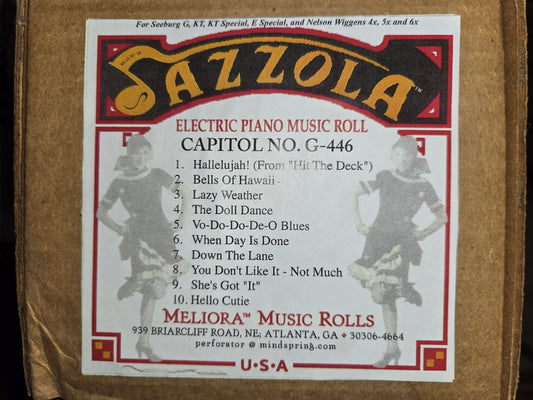 For Seeburg G, KT, KT Special, E Special, and Nelson Wiggens 4x, 5x and 6x
JAZZOLA™
ELECTRIC PIANO MUSIC ROLL
CAPITOL NO. G-446
1. Hallelujah! (From "Hit The Deck")
2. Bells Of Hawaii
3. Lazy Weather
4. The Doll Dance
5. Vo-Do-Do-De-O Blues
6. When Day Is Done
7. Down The Lane
8. You Don't Like It - Not Much
9. She's Got "It"
10. Hello Cutie
MELIORA™ MUSIC ROLLS
939 BRIARCLIFF ROAD, NE, ATLANTA, GA ♦ 30306-4664
perforator @ mindspring.com
U·S·A